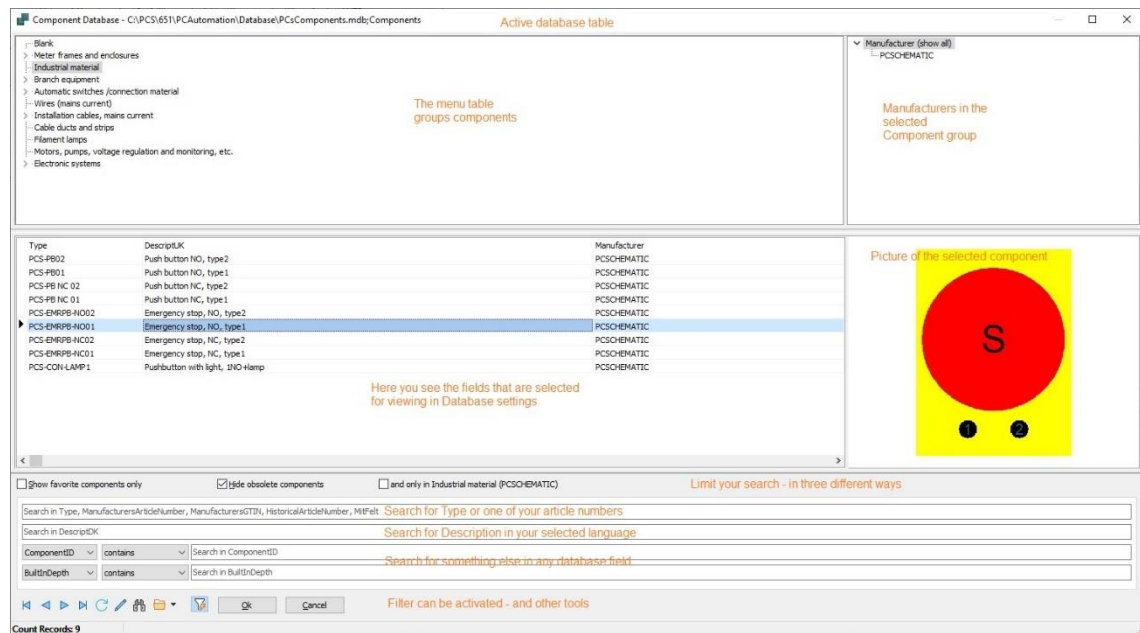 Component Database - C:\PCS\651\PCAutomation\Database\PCsComponents.mdb;Components
Active database table
Blank
Meter frames and enclosures
Industrial material
Branch equipment
Automatic switches /connection material
Wires (mains current)
Installation cables, mains current
Cable ducts and strips
Filament lamps
Motors, pumps, voltage regulation and monitoring, etc.
Electronic systems
The menu table
groups components
Manufacturer (show all)
PCSCHEMATIC
Manufacturers in the
selected
Component group
Type DescriptUK Manufacturer
PCS-PB02 Push button NO, type2 PCSCHEMATIC
PCS-PB01 Push button NO, type1 PCSCHEMATIC
PCS-PB NC 02 Push button NC, type2 PCSCHEMATIC
PCS-PB NC 01 Push button NC, type1 PCSCHEMATIC
PCS-EMRPB-NO02 Emergency stop, NO, type2 PCSCHEMATIC
PCS-EMRPB-NO01 Emergency stop, NO, type1 PCSCHEMATIC
PCS-EMRPB-NC02 Emergency stop, NC, type2 PCSCHEMATIC
PCS-EMRPB-NC01 Emergency stop, NC, type1 PCSCHEMATIC
PCS-CON-LAMP1 Pushbutton with light, 1NO+lamp PCSCHEMATIC
Here you see the fields that are selected
for viewing in Database settings
Picture of the selected component
S
1 2
Show favorite components only Hide obsolete components and only in Industrial material (PCSCHEMATIC) Limit your search - in three different ways
Search in Type, ManufacturersArticleNumber, ManufacturersGTIN, HistoricalArticleNumber, MitFelt Search for Type or one of your article numbers
Search in DescriptDK Search for Description in your selected language
ComponentID contains Search in ComponentID
Search for something else in any database field
BuiltInDepth contains Search in BuiltInDepth
Ok Cancel Filter can be activated - and other tools
Count Records: 9